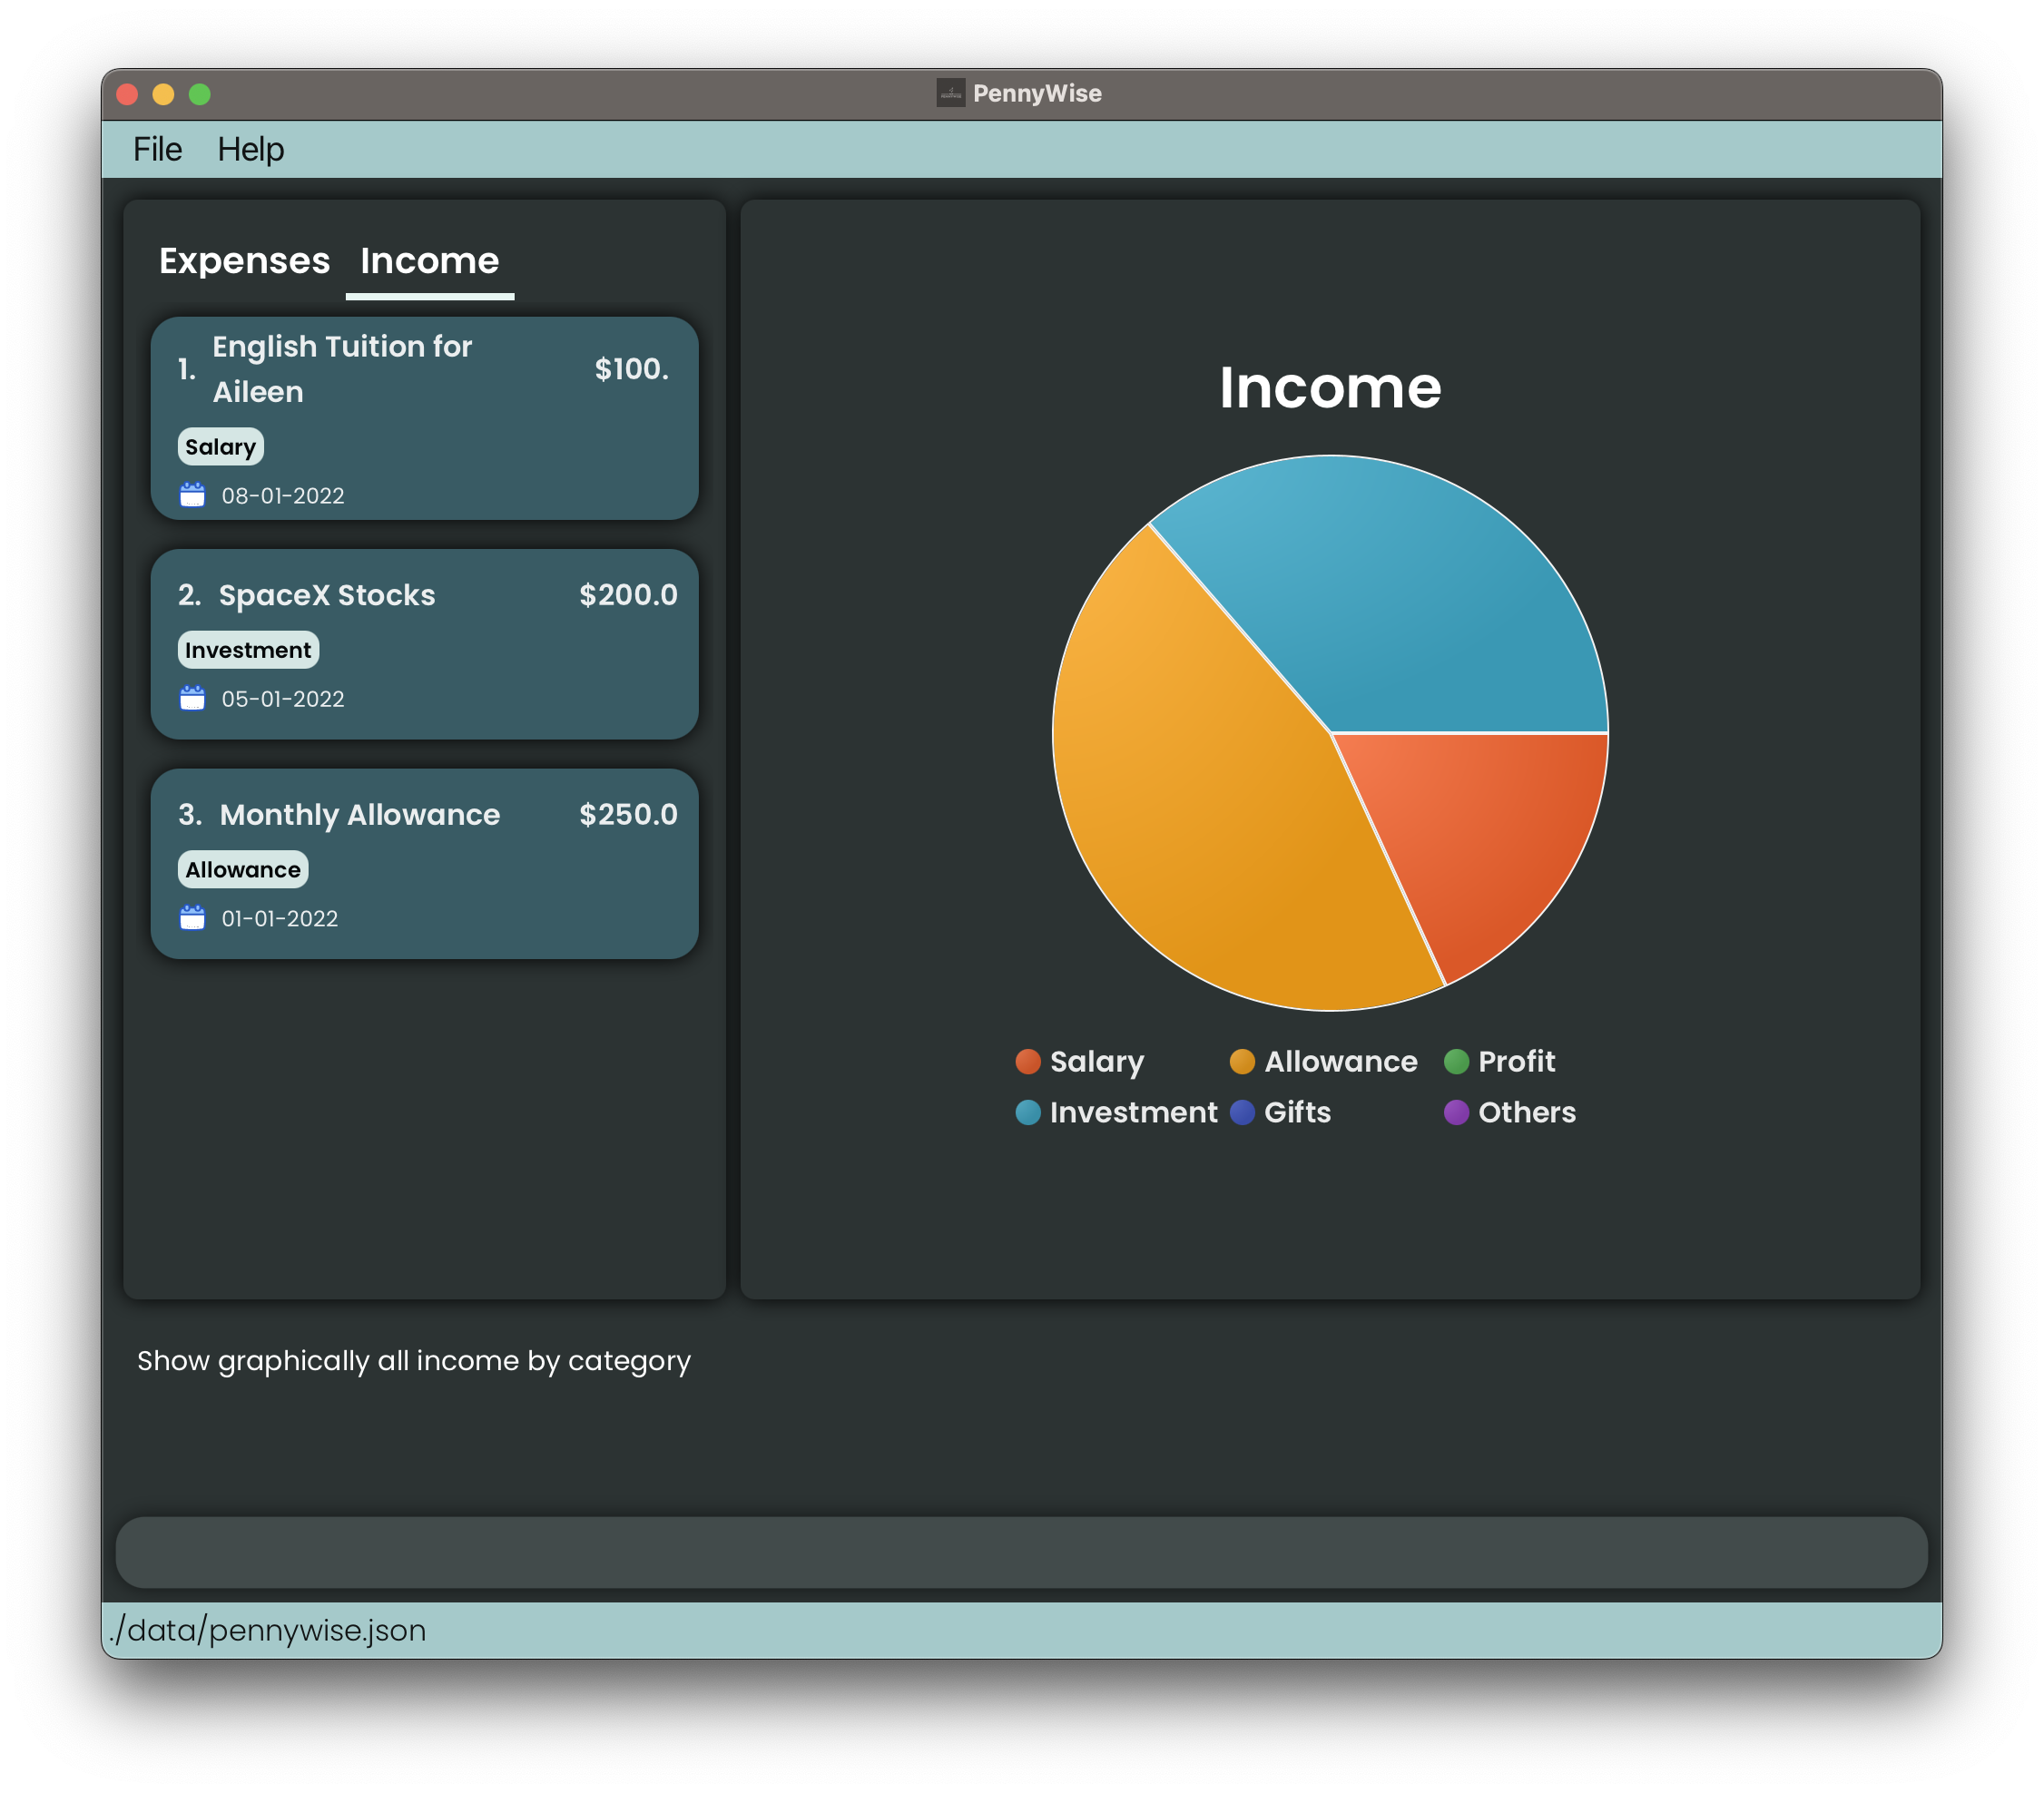 PennyWise
File Help
Expenses Income
1. English Tuition for Aileen $100.
Salary
08-01-2022
2. SpaceX Stocks $200.0
Investment
05-01-2022
3. Monthly Allowance $250.0
Allowance
01-01-2022
Income
Salary Allowance Profit
Investment Gifts Others
Show graphically all income by category
./data/pennywise.json